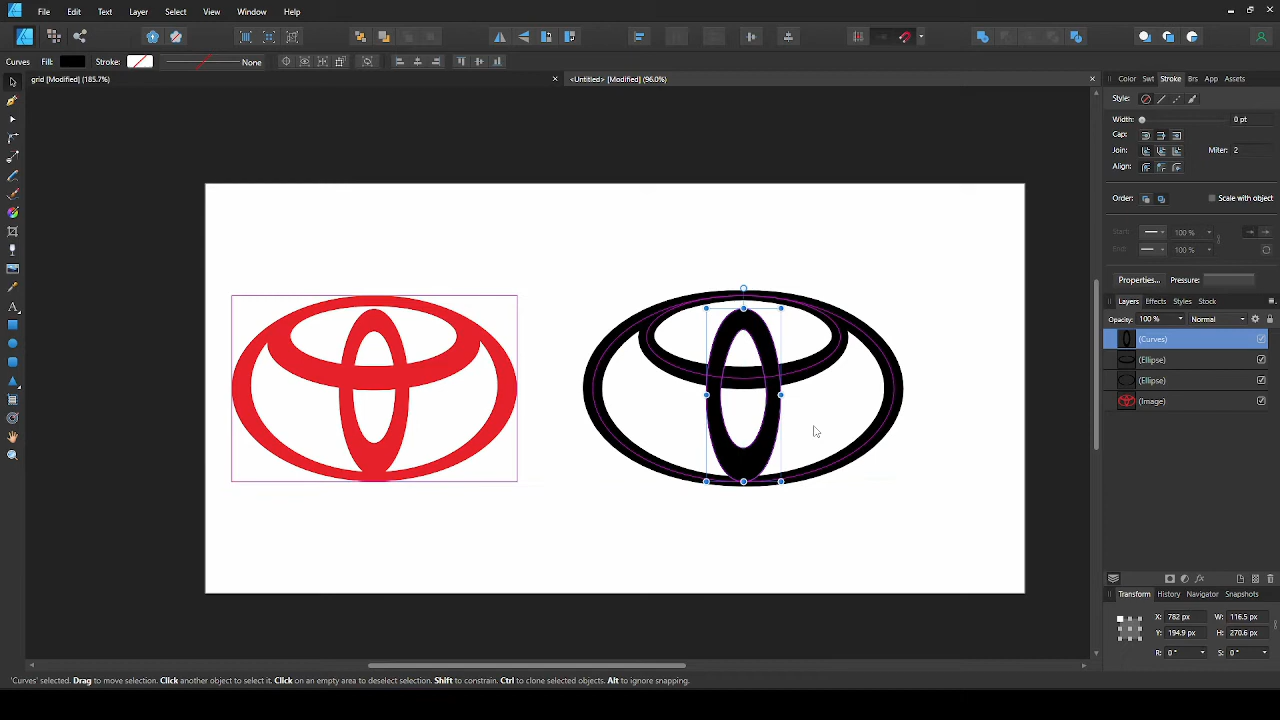 File Edit Text Layer Select View Window Help
Curves Fill: Stroke: None
grid [Modified] (185.7%) × <Untitled> [Modified] (96.0%) ×
Color Swt Stroke Brs App Assets
Style:
Width: 0 pt
Cap:
Join: Miter: 2
Align:
Order: Scale with object
Start: 100 %
End: 100 %
Properties... Pressure:
Layers Effects Styles Stock
Opacity: 100 % Normal
(Curves)
(Ellipse)
(Ellipse)
(Image)
Transform History Navigator Snapshots
X: 782 px W: 116.5 px
Y: 194.9 px H: 270.6 px
R: 0 ° S: 0 °
'Curves' selected. Drag to move selection. Click another object to select it. Click on an empty area to deselect selection. Shift to constrain. Ctrl to clone selected objects. Alt to ignore snapping.